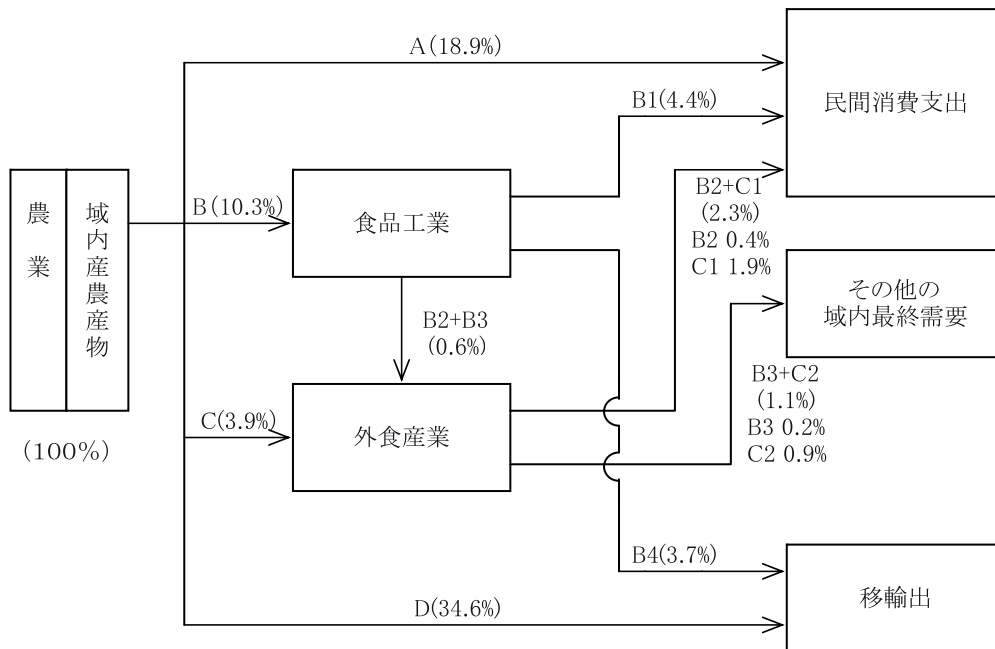 A(18.9%)
民間消費支出
B1(4.4%)
農業
域内産農産物
(100%)
B(10.3%)
食品工業
B2+C1
(2.3%)
B2 0.4%
C1 1.9%
その他の
域内最終需要
B2+B3
(0.6%)
B3+C2
(1.1%)
B3 0.2%
C2 0.9%
C(3.9%)
外食産業
B4(3.7%)
移輸出
D(34.6%)